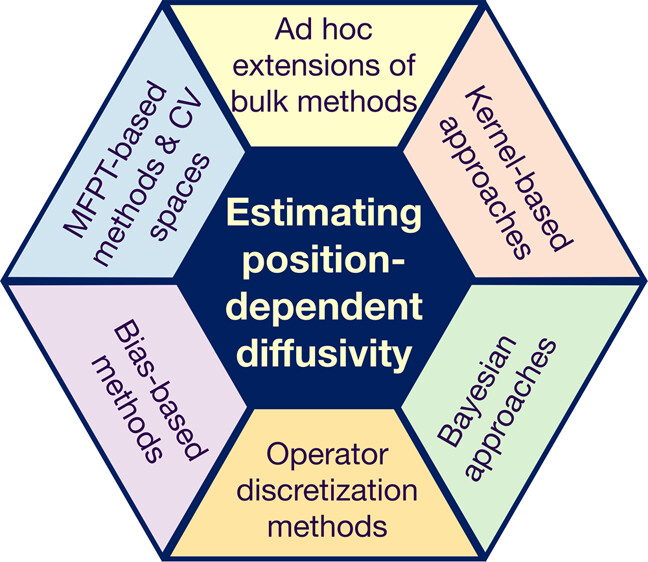 Ad hoc
extensions of
bulk methods
Kernel-based
approaches
Bayesian
approaches
Operator
discretization
methods
Bias-based
methods
MFPT-based
methods & CV
spaces
Estimating
position-
dependent
diffusivity